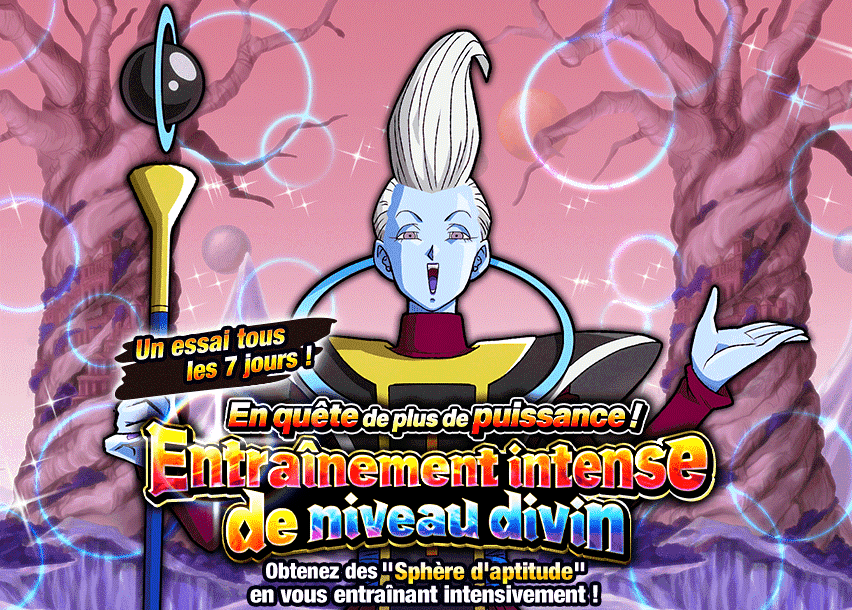 Un essai tous
les 7 jours !
En quête de plus de puissance !
Entraînement intense
de niveau divin
Obtenez des "Sphère d'aptitude"
en vous entraînant intensivement !